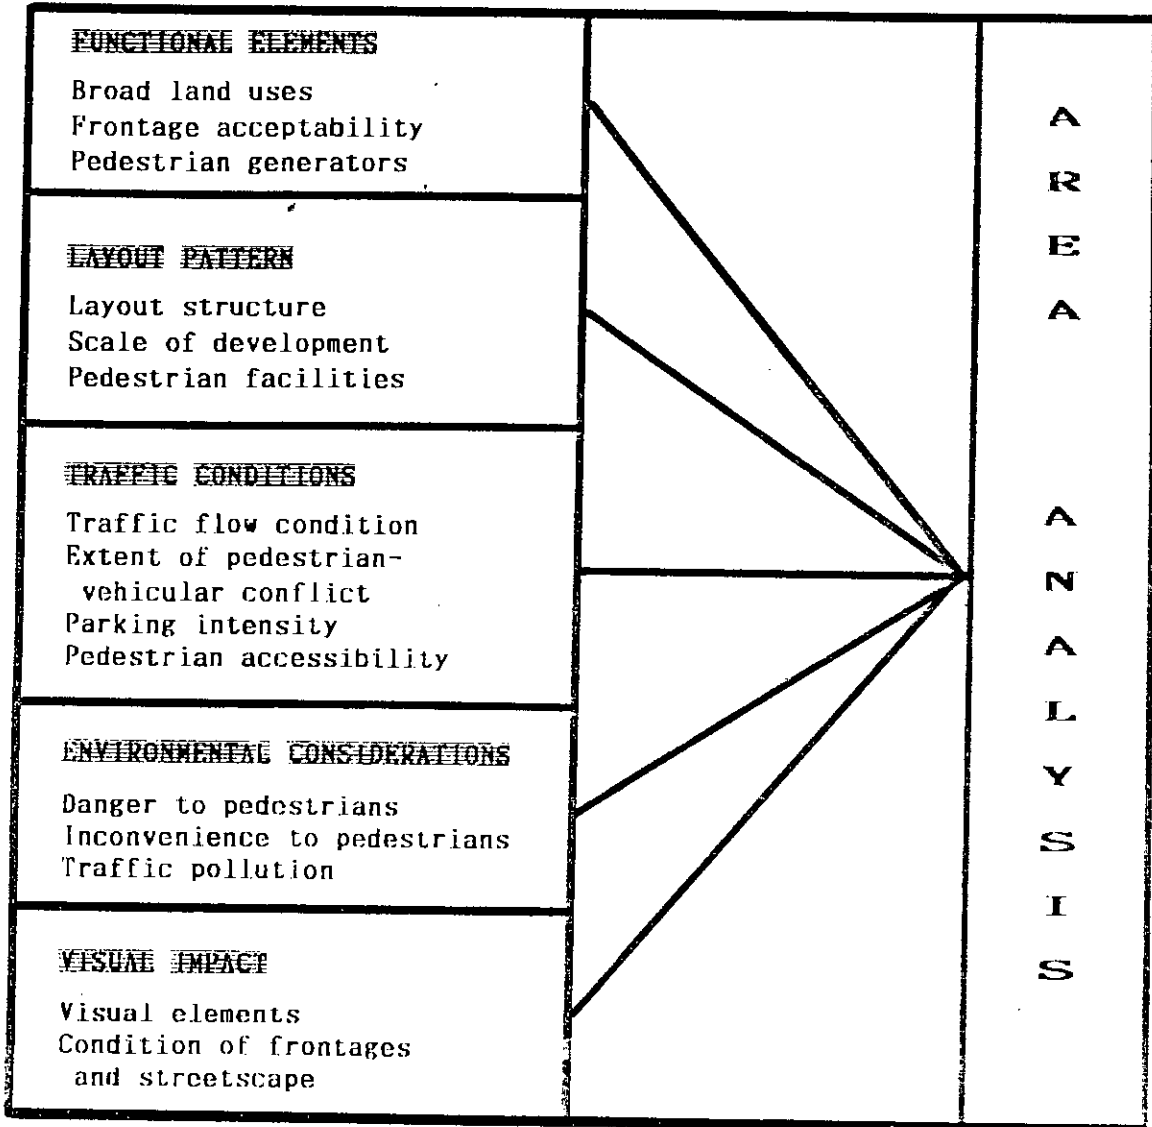 FUNCTIONAL ELEMENTS
Broad land uses
Frontage acceptability
Pedestrian generators
LAYOUT PATTERN
Layout structure
Scale of development
Pedestrian facilities
TRAFFIC CONDITIONS
Traffic flow condition
Extent of pedestrian-
vehicular conflict
Parking intensity
Pedestrian accessibility
ENVIRONMENTAL CONSIDERATIONS
Danger to pedestrians
Inconvenience to pedestrians
Traffic pollution
VISUAL IMPACT
Visual elements
Condition of frontages
and streetscape
AREA ANALYSIS